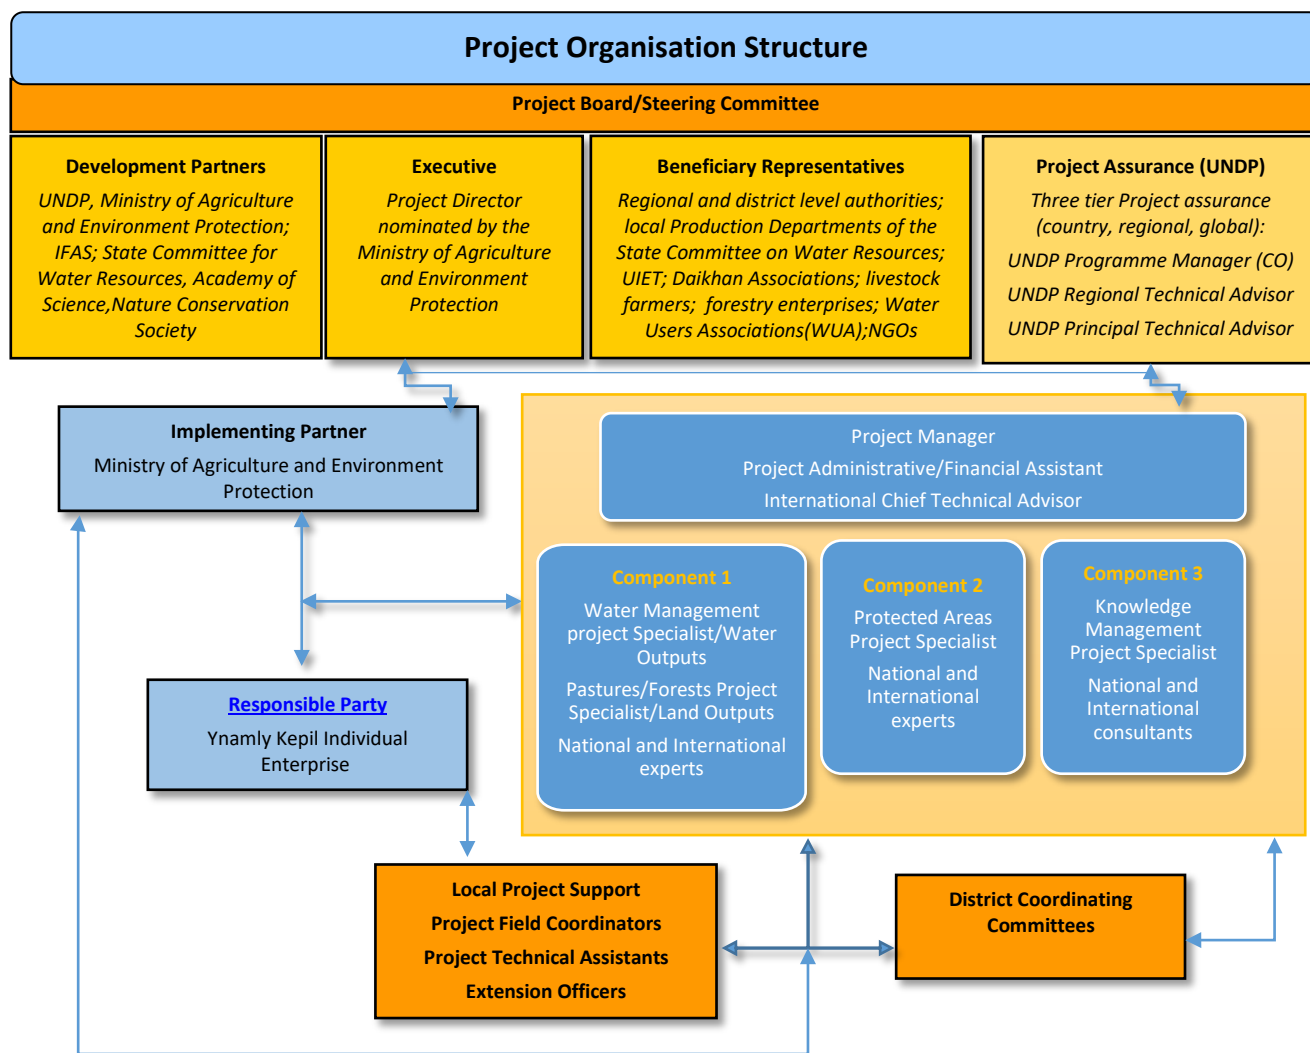 Project Organisation Structure
Project Board/Steering Committee
Development Partners
UNDP, Ministry of Agriculture
and Environment Protection;
IFAS; State Committee for
Water Resources, Academy of
Science,Nature Conservation
Society
Executive
Project Director
nominated by the
Ministry of Agriculture
and Environment
Protection
Beneficiary Representatives
Regional and district level authorities;
local Production Departments of the
State Committee on Water Resources;
UIET; Daikhan Associations; livestock
farmers; forestry enterprises; Water
Users Associations(WUA);NGOs
Project Assurance (UNDP)
Three tier Project assurance
(country, regional, global):
UNDP Programme Manager (CO)
UNDP Regional Technical Advisor
UNDP Principal Technical Advisor
Implementing Partner
Ministry of Agriculture and Environment
Protection
Project Manager
Project Administrative/Financial Assistant
International Chief Technical Advisor
Component 1
Water Management
project Specialist/Water
Outputs
Pastures/Forests Project
Specialist/Land Outputs
National and International
experts
Component 2
Protected Areas
Project Specialist
National and
International
experts
Component 3
Knowledge
Management
Project Specialist
National and
International
consultants
Responsible Party
Ynamly Kepil Individual
Enterprise
Local Project Support
Project Field Coordinators
Project Technical Assistants
Extension Officers
District Coordinating
Committees